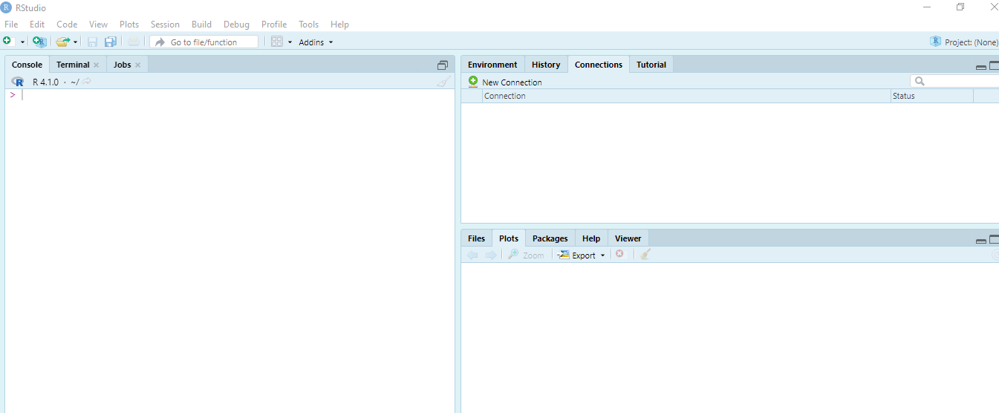 R RStudio
File Edit Code View Plots Session Build Debug Profile Tools Help
R Go to file/function Addins R Project: (None)
Console Terminal Jobs
R R 4.1.0 · ~/
>
Environment History Connections Tutorial
New Connection
Connection Status
Files Plots Packages Help Viewer
Zoom Export